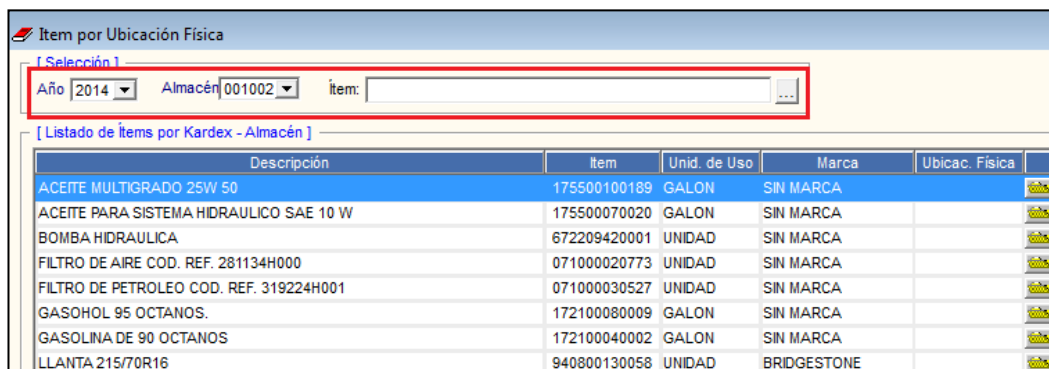 Item por Ubicación Física
[ Selección ]
Año 2014 Almacén 001002 Ítem: ...
[ Listado de Ítems por Kardex - Almacén ]
Descripción Item Unid. de Uso Marca Ubicac. Física
ACEITE MULTIGRADO 25W 50 175500100189 GALON SIN MARCA
ACEITE PARA SISTEMA HIDRAULICO SAE 10 W 175500070020 GALON SIN MARCA
BOMBA HIDRAULICA 672209420001 UNIDAD SIN MARCA
FILTRO DE AIRE COD. REF. 281134H000 071000020773 UNIDAD SIN MARCA
FILTRO DE PETROLEO COD. REF. 319224H001 071000030527 UNIDAD SIN MARCA
GASOHOL 95 OCTANOS. 172100080009 GALON SIN MARCA
GASOLINA DE 90 OCTANOS 172100040002 GALON SIN MARCA
LLANTA 215/70R16 940800130058 UNIDAD BRIDGESTONE